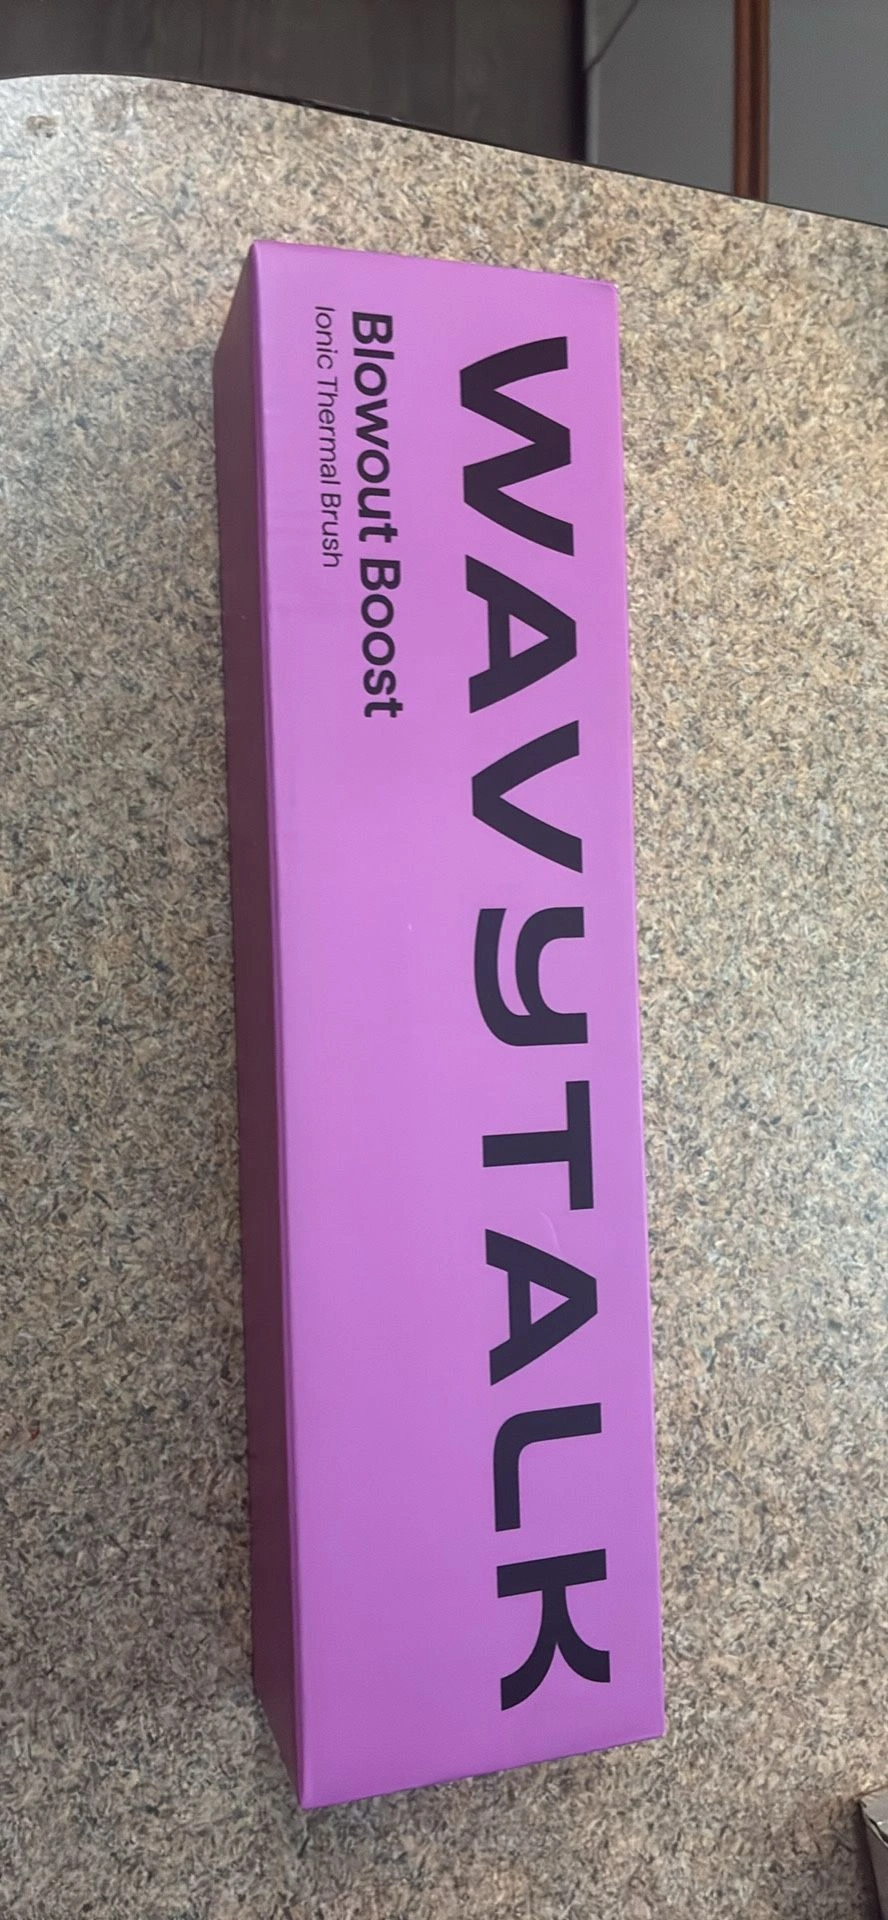 WAVyTALK
Blowout Boost
Ionic Thermal Brush